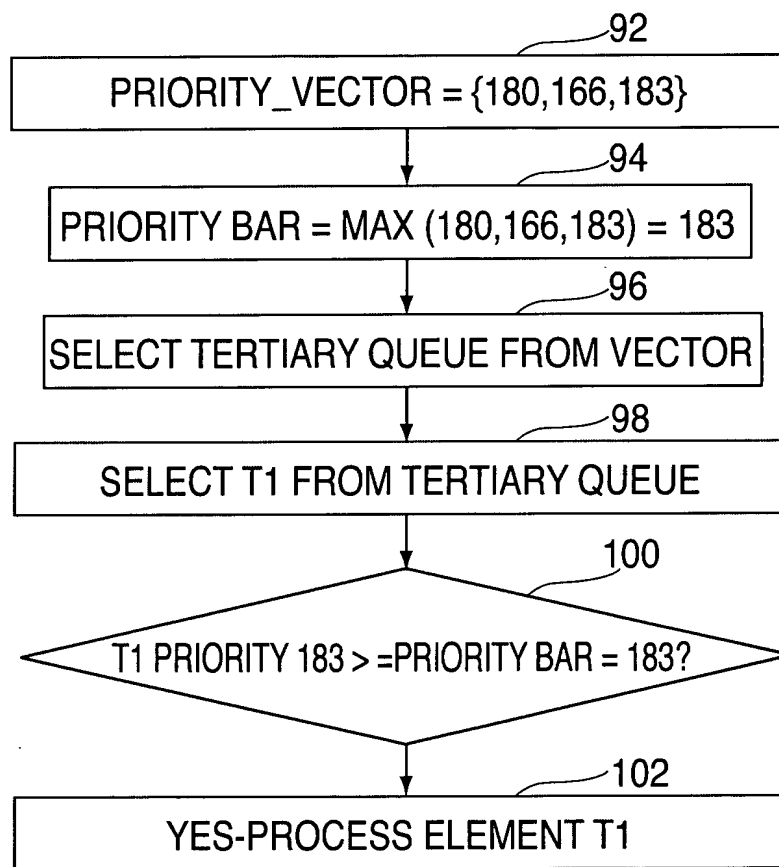 92
PRIORITY_VECTOR = {180,166,183}
94
PRIORITY BAR = MAX (180,166,183) = 183
96
SELECT TERTIARY QUEUE FROM VECTOR
98
SELECT T1 FROM TERTIARY QUEUE
100
T1 PRIORITY 183 > =PRIORITY BAR = 183?
102
YES-PROCESS ELEMENT T1